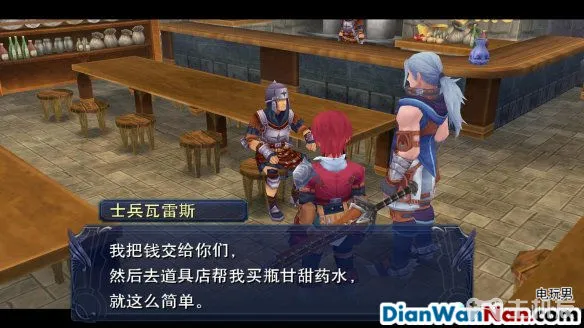 士兵瓦雷斯
我把钱交给你们，
然后去道具店帮我买瓶甘甜药水，
就这么简单。
电玩男
DianWanNan.com